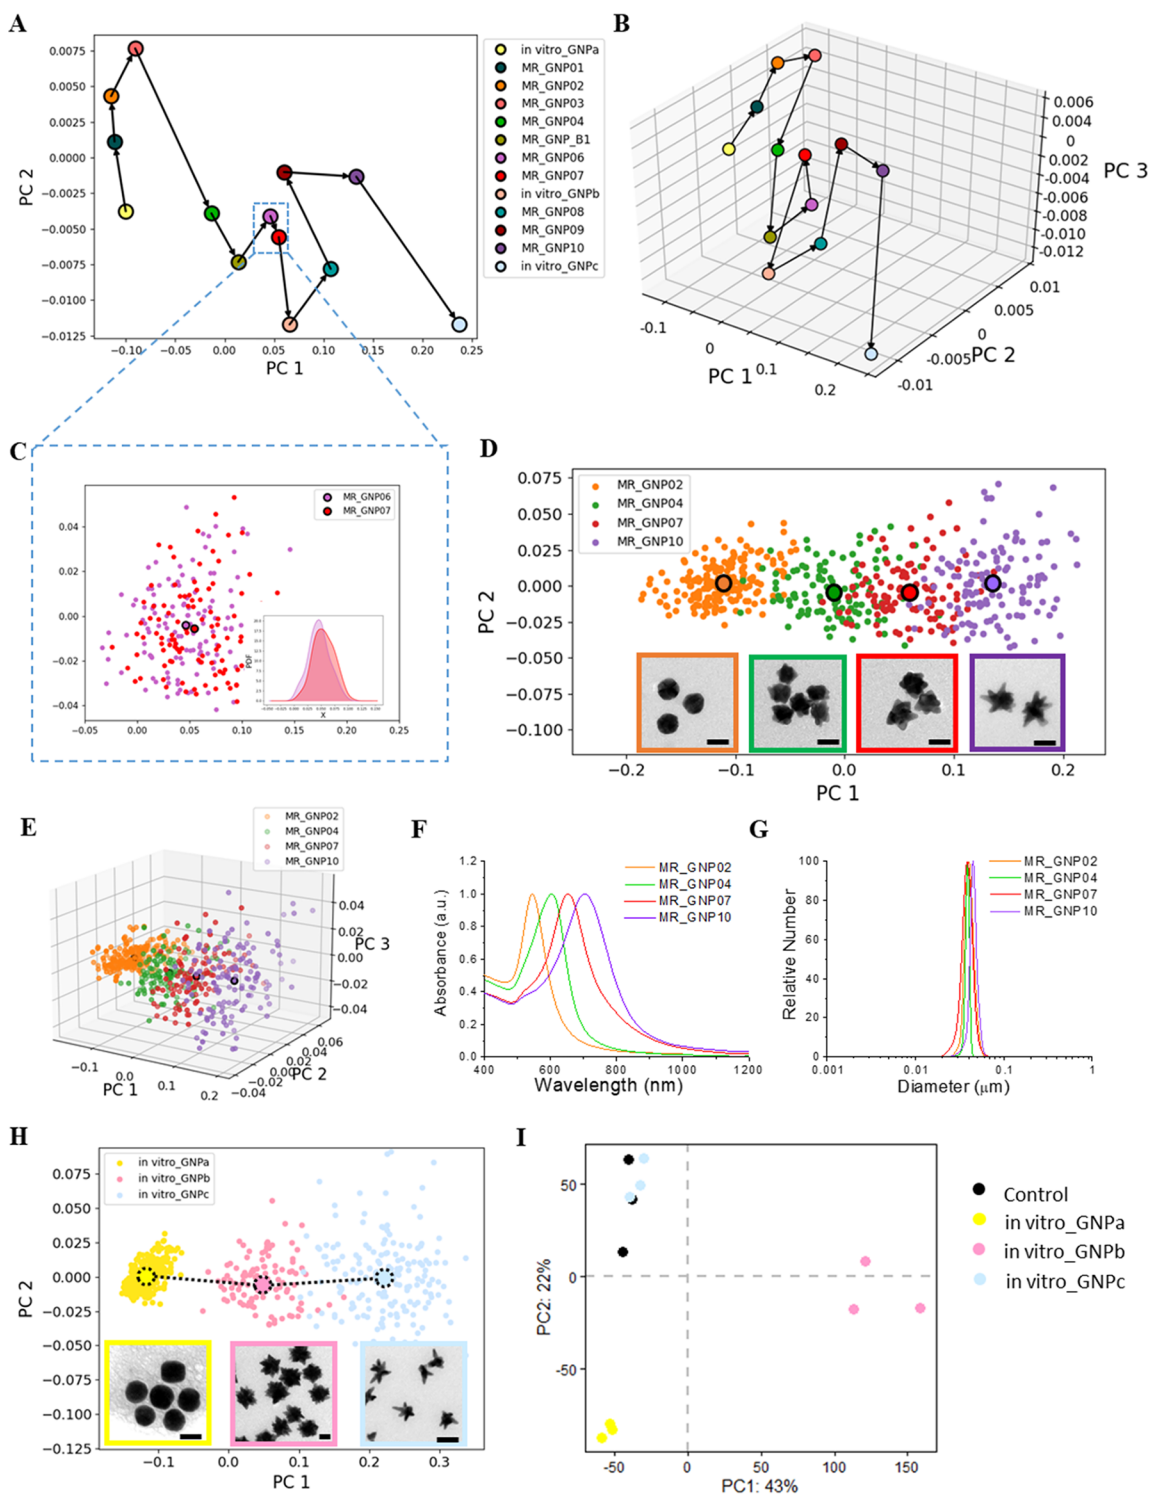 A
0.0075
0.0050
0.0025
0.0000
−0.0025
−0.0050
−0.0075
−0.0100
−0.0125
PC 2
−0.10
−0.05
0.00
0.05
0.10
0.15
0.20
0.25
PC 1
in vitro_GNPa
MR_GNP01
MR_GNP02
MR_GNP03
MR_GNP04
MR_GNP_B1
MR_GNP06
MR_GNP07
in vitro_GNPb
MR_GNP08
MR_GNP09
MR_GNP10
in vitro_GNPc
B
0.006
0.004
0
0.002
-0.004
-0.006
-0.008
-0.010
-0.012
PC 3
0.01
0.005
0
-0.005
-0.01
PC 2
-0.1
0
0.1
0.2
PC 1
C
0.04
0.02
0.00
−0.02
−0.04
−0.05
0.00
0.05
0.10
0.15
0.20
0.25
MR_GNP06
MR_GNP07
PDF
X
D
0.075
0.050
0.025
0.000
−0.025
−0.050
−0.075
−0.100
PC 2
−0.2
−0.1
0.0
0.1
0.2
PC 1
MR_GNP02
MR_GNP04
MR_GNP07
MR_GNP10
E
MR_GNP02
MR_GNP04
MR_GNP07
MR_GNP10
0.04
0.02
0.00
−0.02
−0.04
PC 3
0.06
0.04
0.02
0.00
−0.02
−0.04
PC 2
−0.1
0.0
0.1
0.2
PC 1
F
1.2
1.0
0.8
0.6
0.4
0.2
0.0
Absorbance (a.u.)
400
600
800
1000
1200
Wavelength (nm)
MR_GNP02
MR_GNP04
MR_GNP07
MR_GNP10
G
100
80
60
40
20
0
Relative Number
0.001
0.01
0.1
1
Diameter (μm)
MR_GNP02
MR_GNP04
MR_GNP07
MR_GNP10
H
0.075
0.050
0.025
0.000
−0.025
−0.050
−0.075
−0.100
−0.125
PC 2
−0.1
0.0
0.1
0.2
0.3
PC 1
in vitro_GNPa
in vitro_GNPb
in vitro_GNPc
I
50
0
-50
PC2: 22%
-50
0
50
100
150
PC1: 43%
Control
in vitro_GNPa
in vitro_GNPb
in vitro_GNPc